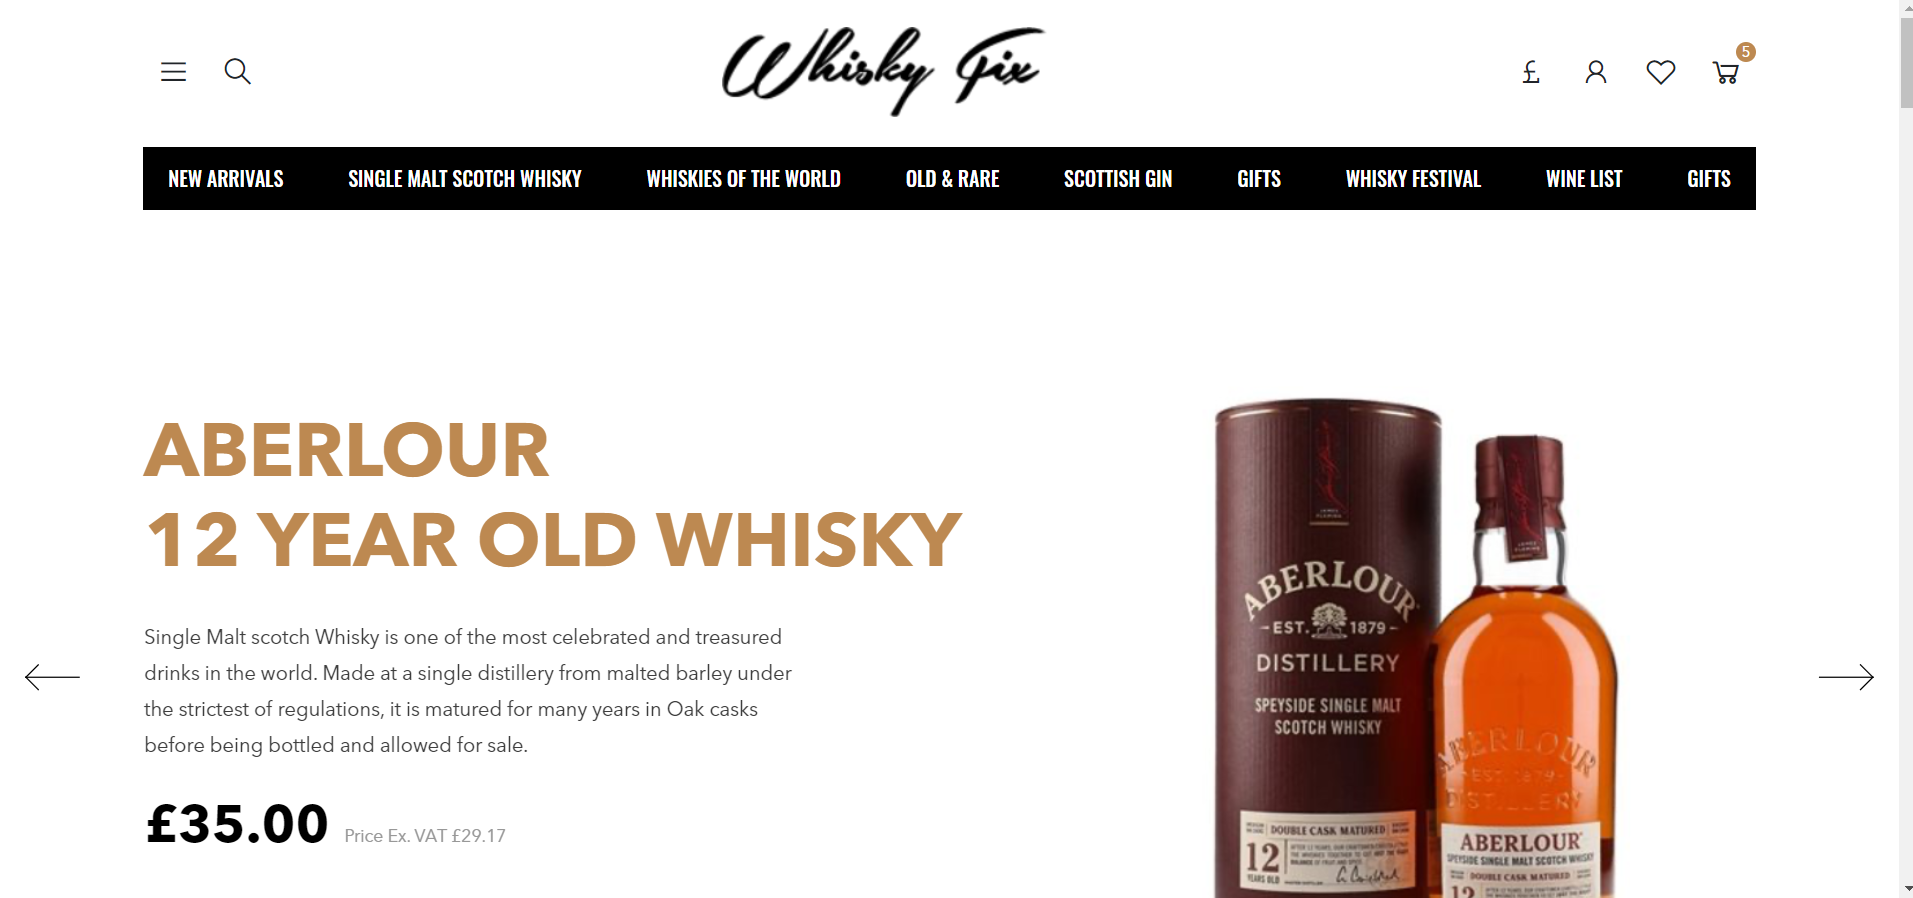 Whisky Fix
£
5
NEW ARRIVALS
SINGLE MALT SCOTCH WHISKY
WHISKIES OF THE WORLD
OLD & RARE
SCOTTISH GIN
GIFTS
WHISKY FESTIVAL
WINE LIST
GIFTS
ABERLOUR
12 YEAR OLD WHISKY
Single Malt scotch Whisky is one of the most celebrated and treasured
drinks in the world. Made at a single distillery from malted barley under
the strictest of regulations, it is matured for many years in Oak casks
before being bottled and allowed for sale.
£35.00 Price Ex. VAT £29.17
JAMES
FLEMING
ABERLOUR
EST. 1879
DISTILLERY
SPEYSIDE SINGLE MALT
SCOTCH WHISKY
DOUBLE CASK MATURED
12
YEARS OLD
JAMES
FLEMING
ABERLOUR
EST. 1879
DISTILLERY
ABERLOUR
SPEYSIDE SINGLE MALT SCOTCH WHISKY
DOUBLE CASK MATURED
12